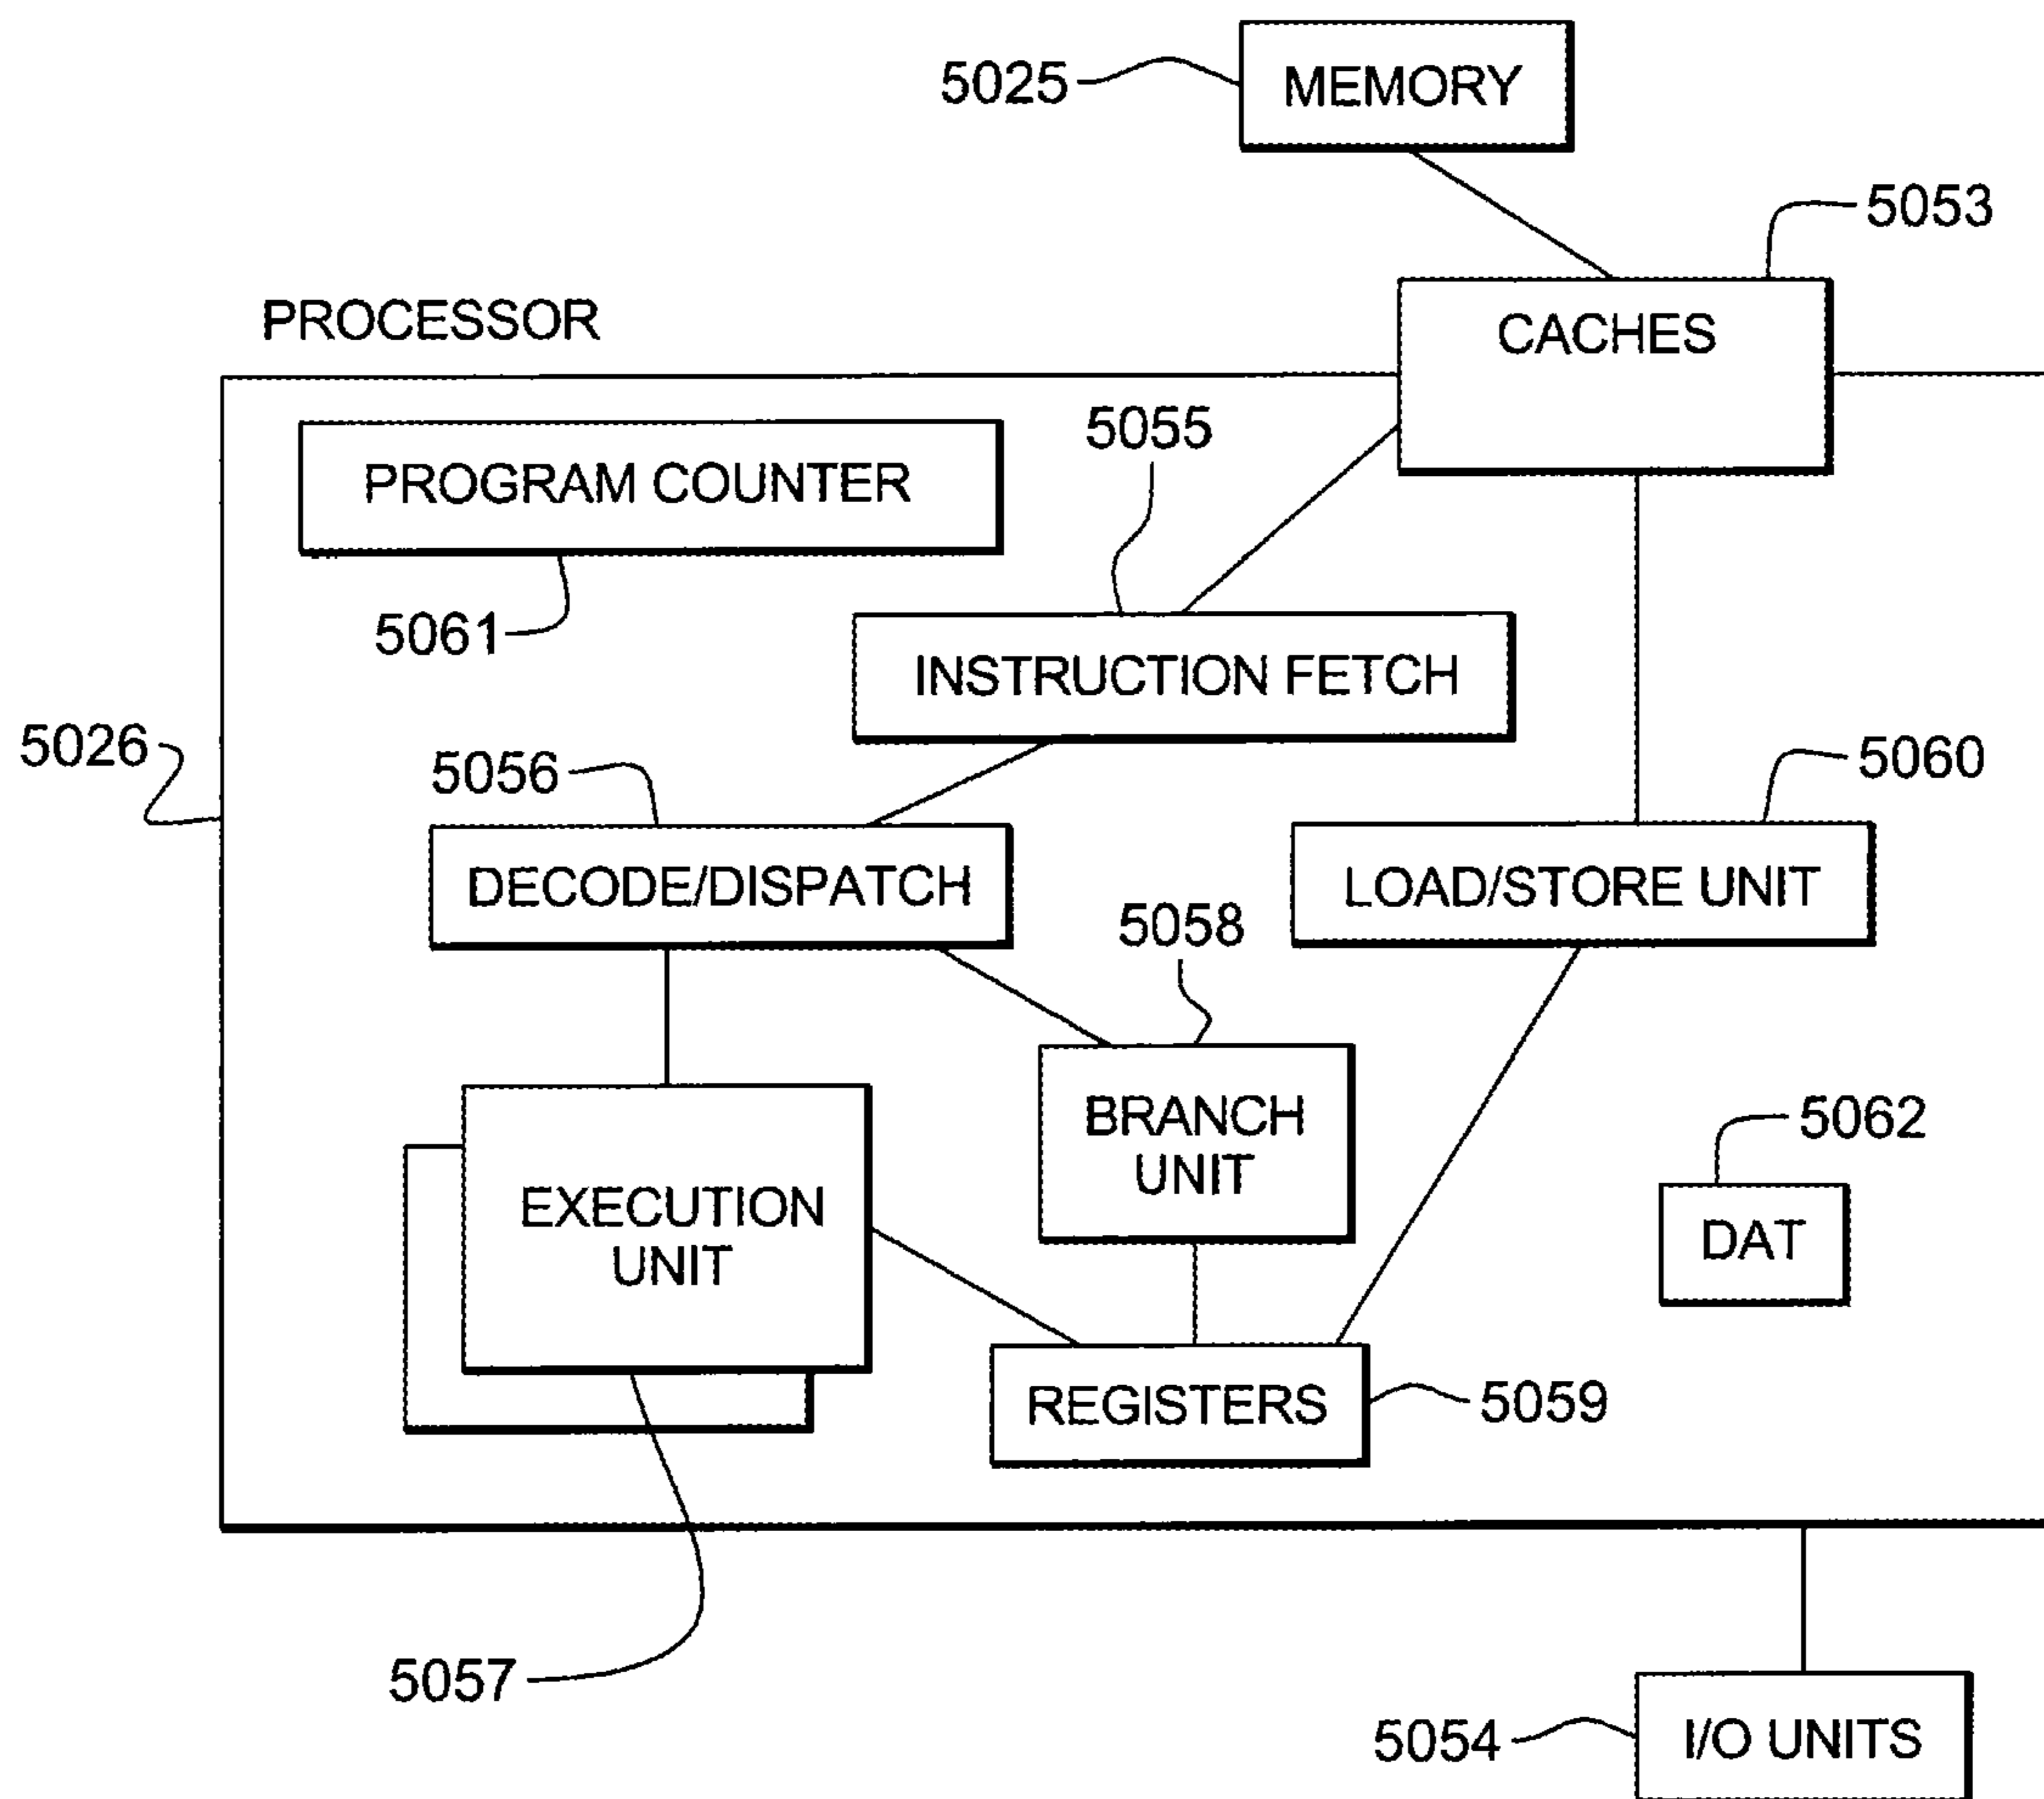 MEMORY
5025
5053
CACHES
PROCESSOR
5055
PROGRAM COUNTER
5061
INSTRUCTION FETCH
5026
5056
5060
DECODE/DISPATCH
LOAD/STORE UNIT
5058
BRANCH
UNIT
5062
EXECUTION
UNIT
DAT
REGISTERS
5059
5057
5054
I/O UNITS